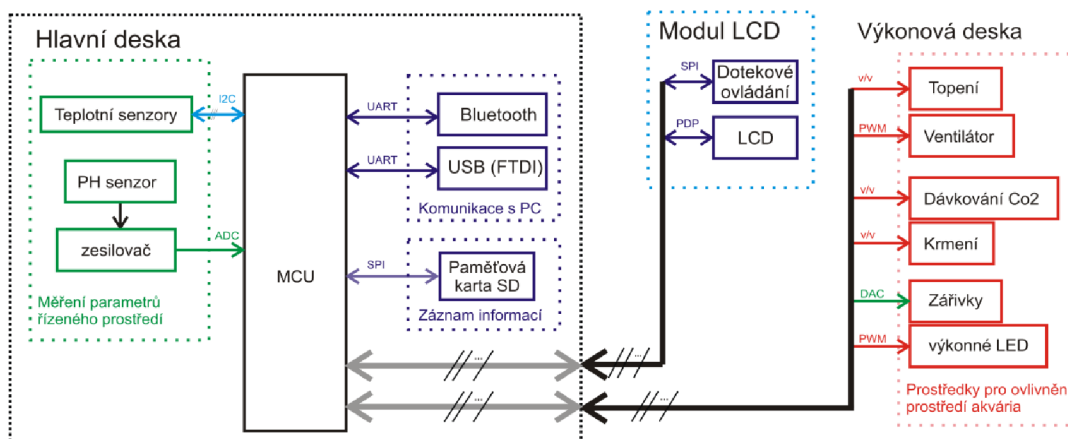 Hlavní deska
Teplotní senzory
I2C
PH senzor
zesilovač
ADC
Měření parametrů
řízeného prostředí
MCU
UART
Bluetooth
UART
USB (FTDI)
Komunikace s PC
SPI
Paměťová
karta SD
Záznam informací
...
...
...
...
Modul LCD
SPI
Dotekové
ovládání
PDP
LCD
Výkonová deska
v/v
Topení
PWM
Ventilátor
v/v
Dávkování Co2
v/v
Krmení
DAC
Zářivky
PWM
výkonné LED
Prostředky pro ovlivněn
prostředí akvária